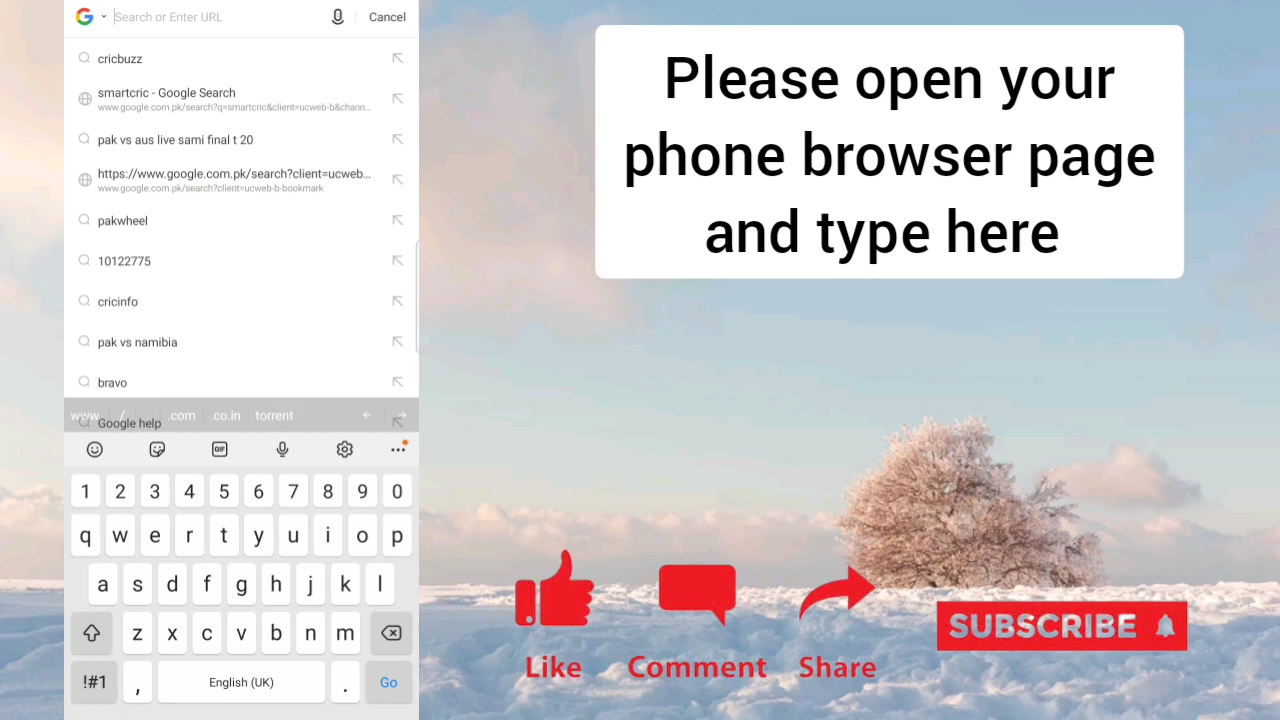 Search or Enter URL
Cancel
cricbuzz
smartcric - Google Search
www.google.com.pk/search?q=smartcric&client=ucweb-b&chann...
pak vs aus live sami final t 20
https://www.google.com.pk/search?client=ucweb...
www.google.com.pk/search?client=ucweb-b-bookmark
pakwheel
10122775
cricinfo
pak vs namibia
bravo
www. / .com .co.in torrent
Google help
GIF
1 2 3 4 5 6 7 8 9 0
q w e r t y u i o p
a s d f g h j k l
z x c v b n m
!#1 , English (UK) . Go
Please open your
phone browser page
and type here
Like Comment Share
SUBSCRIBE